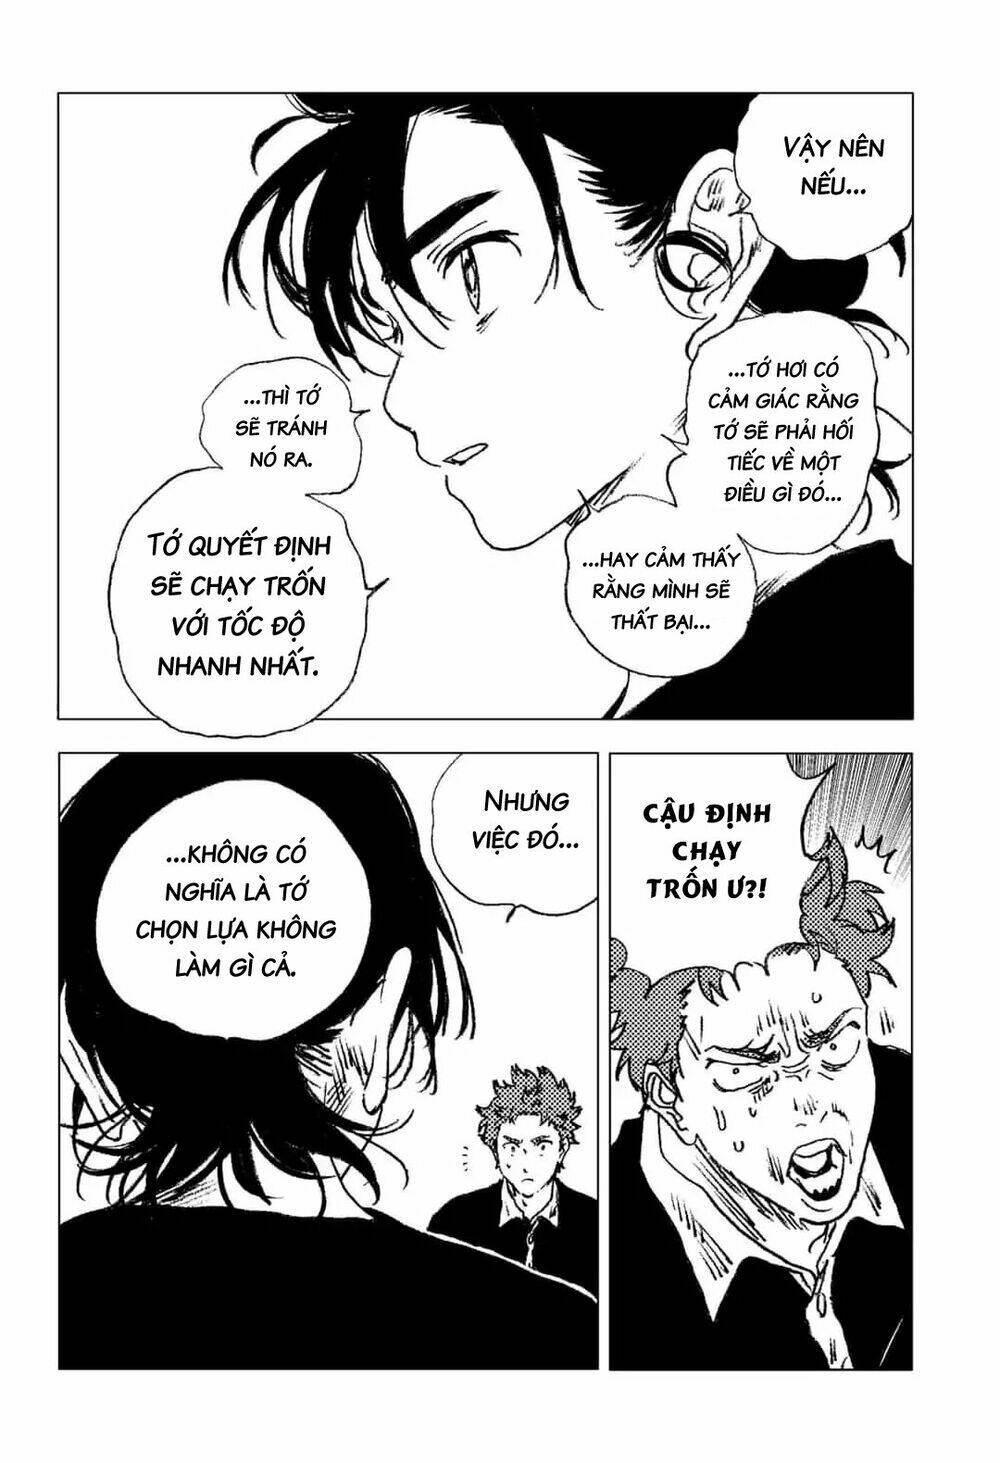 VẬY NÊN
NẾU...
...TỚ HƠI CÓ
CẢM GIÁC RẰNG
TỚ SẼ PHẢI HỐI
TIẾC VỀ MỘT
ĐIỀU GÌ ĐÓ...
...HAY CẢM THẤY
RẰNG MÌNH SẼ
THẤT BẠI...
...THÌ TỚ
SẼ TRÁNH
NÓ RA.
TỚ QUYẾT ĐỊNH
SẼ CHẠY TRỐN
VỚI TỐC ĐỘ
NHANH NHẤT.
CẬU ĐỊNH
CHẠY
TRỐN Ư?!
NHƯNG
VIỆC ĐÓ...
...KHÔNG CÓ
NGHĨA LÀ TỚ
CHỌN LỰA KHÔNG
LÀM GÌ CẢ.